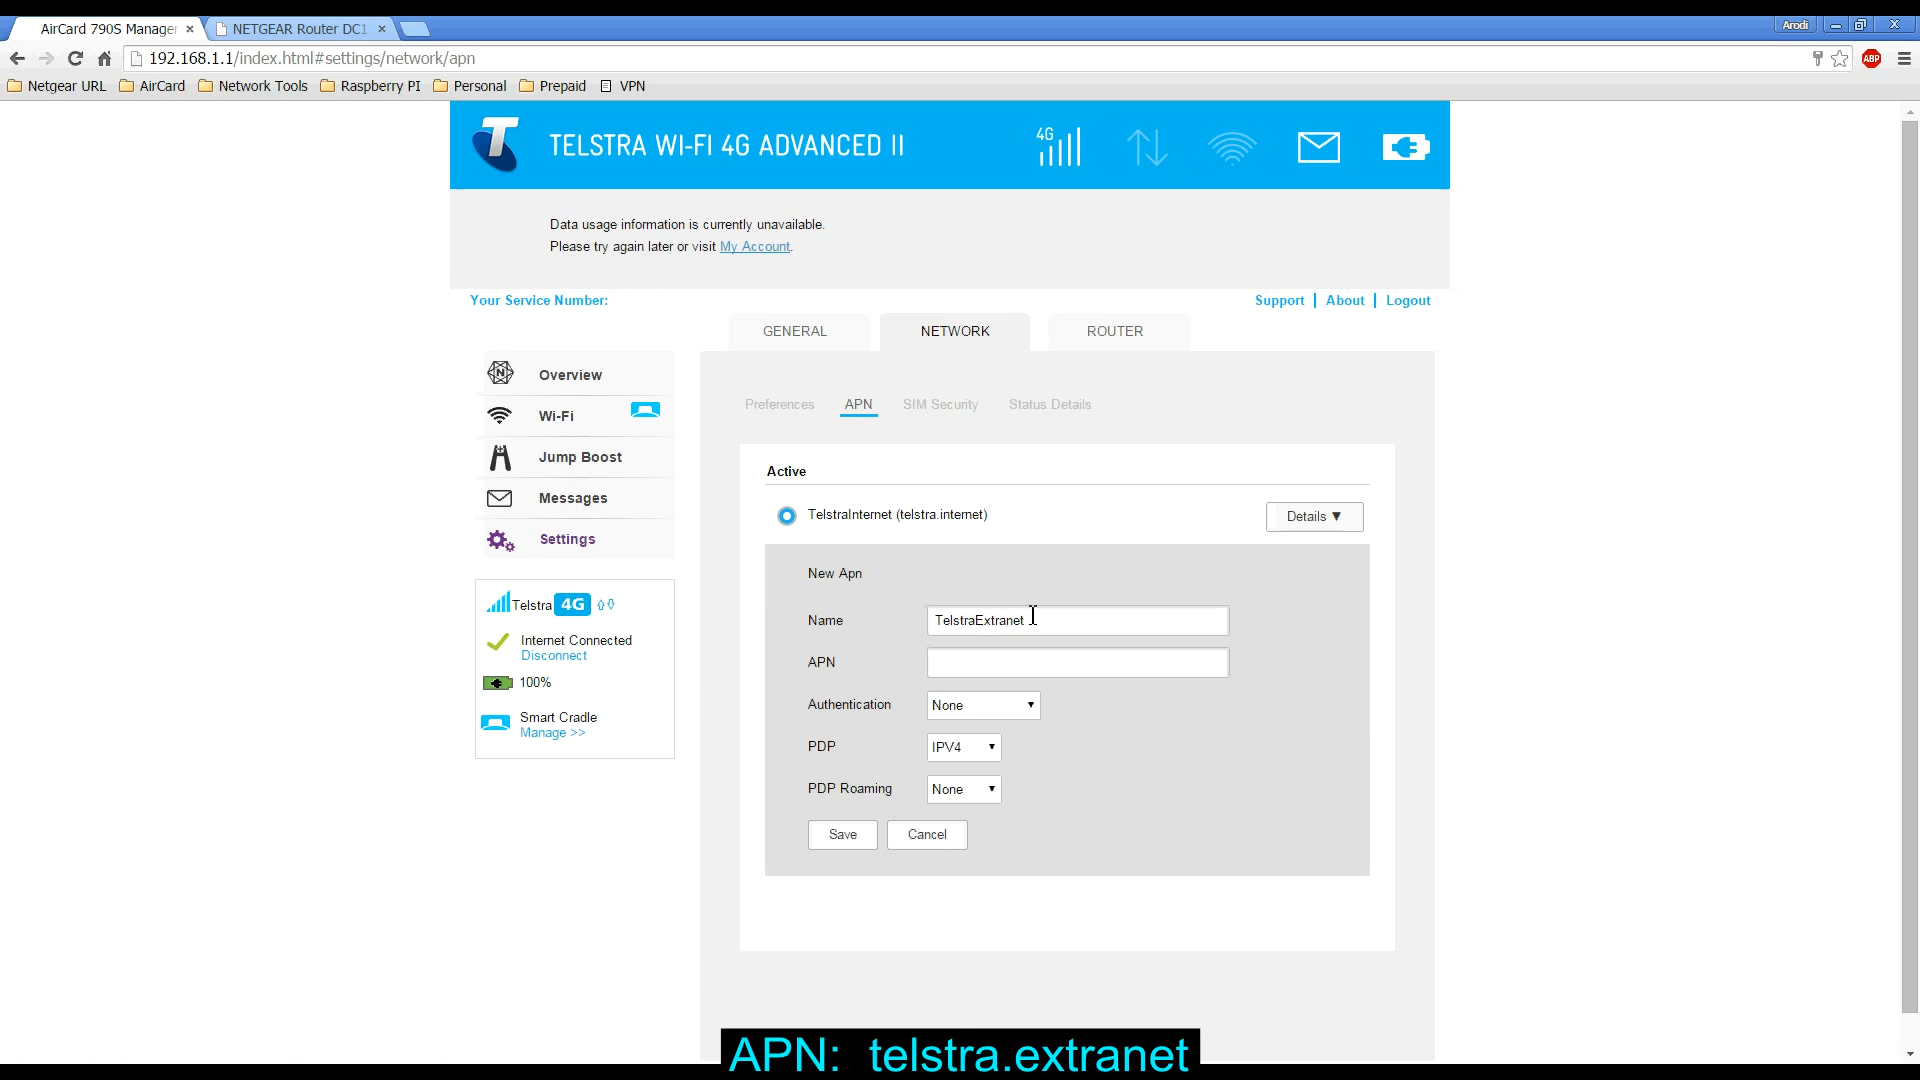 AirCard 790S Manager
NETGEAR Router DC1
Arodi
192.168.1.1/index.html#settings/network/apn
ABP
Netgear URL
AirCard
Network Tools
Raspberry PI
Personal
Prepaid
VPN
T
TELSTRA WI-FI 4G ADVANCED II
4G
Data usage information is currently unavailable.
Please try again later or visit My Account.
Your Service Number:
Support | About | Logout
GENERAL
NETWORK
ROUTER
Overview
Wi-Fi
Jump Boost
Messages
Settings
Telstra 4G
Internet Connected
Disconnect
100%
Smart Cradle
Manage >>
Preferences
APN
SIM Security
Status Details
Active
TelstraInternet (telstra.internet)
Details ▼
New Apn
Name
TelstraExtranet
APN
Authentication
None
PDP
IPV4
PDP Roaming
None
Save
Cancel
APN: telstra.extranet